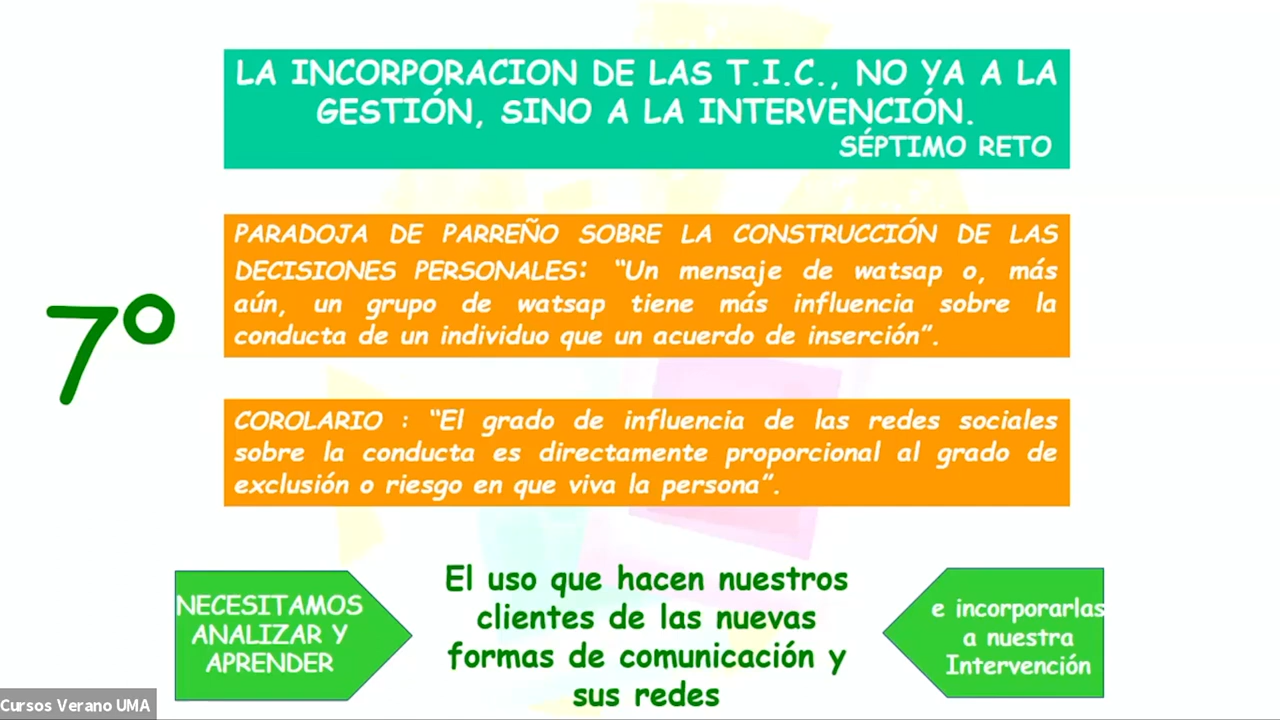 LA INCORPORACION DE LAS T.I.C., NO YA A LA
GESTIÓN, SINO A LA INTERVENCIÓN.
SÉPTIMO RETO
7º
PARADOJA DE PARREÑO SOBRE LA CONSTRUCCIÓN DE LAS
DECISIONES PERSONALES: “Un mensaje de watsap o, más
aún, un grupo de watsap tiene más influencia sobre la
conducta de un individuo que un acuerdo de inserción”.
COROLARIO : “El grado de influencia de las redes sociales
sobre la conducta es directamente proporcional al grado de
exclusión o riesgo en que viva la persona”.
NECESITAMOS
ANALIZAR Y
APRENDER
El uso que hacen nuestros
clientes de las nuevas
formas de comunicación y
sus redes
e incorporarlas
a nuestra
Intervención
Cursos Verano UMA